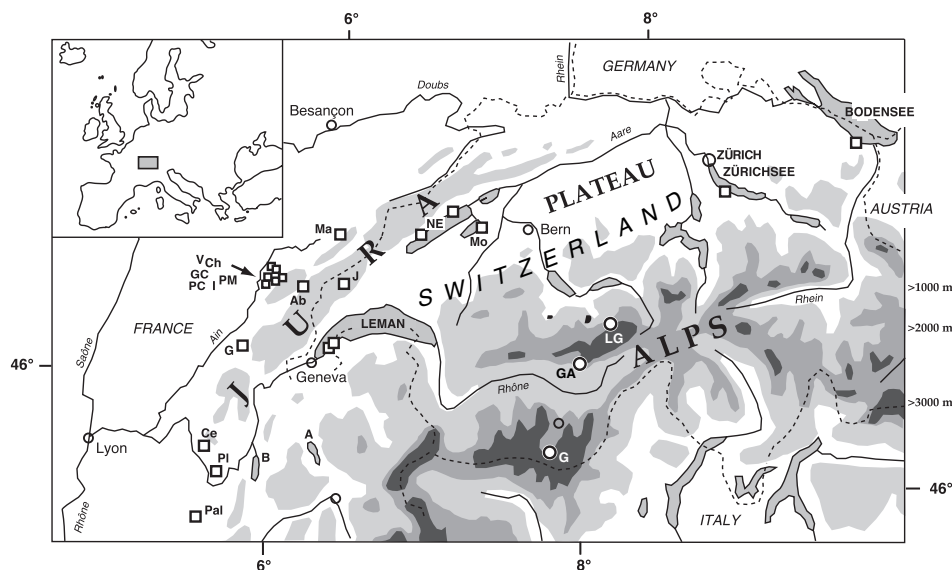 6°
8°
GERMANY
Rhein
Doubs
Besançon
BODENSEE
Aare
ZÜRICH
ZÜRICHSEE
PLATEAU
AUSTRIA
Ma
NE
Mo
Bern
SWITZERLAND
JURA
V Ch
GC PM
PC I
Ab
J
>1000 m
Rhein
LEMAN
FRANCE
Ain
>2000 m
LG
ALPS
Saône
G
46°
Geneva
GA
Rhône
>3000 m
Ce
A
Lyon
Pl
B
G
46°
Pal
Rhône
ITALY
6°
8°